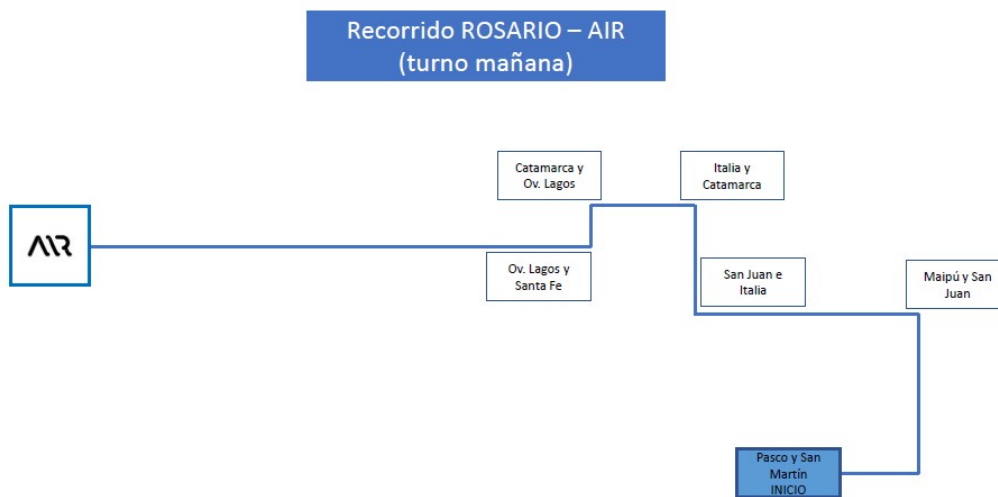 Recorrido ROSARIO – AIR
(turno mañana)
Catamarca y
Ov. Lagos
Italia y
Catamarca
AIR
Ov. Lagos y
Santa Fe
San Juan e
Italia
Maipú y San
Juan
Pasco y San
Martín
INICIO